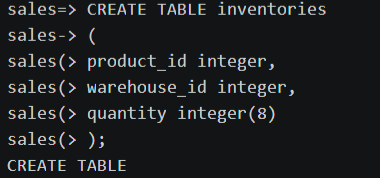 sales=> CREATE TABLE inventories
sales-> (
sales(> product_id integer,
sales(> warehouse_id integer,
sales(> quantity integer(8)
sales(> );
CREATE TABLE